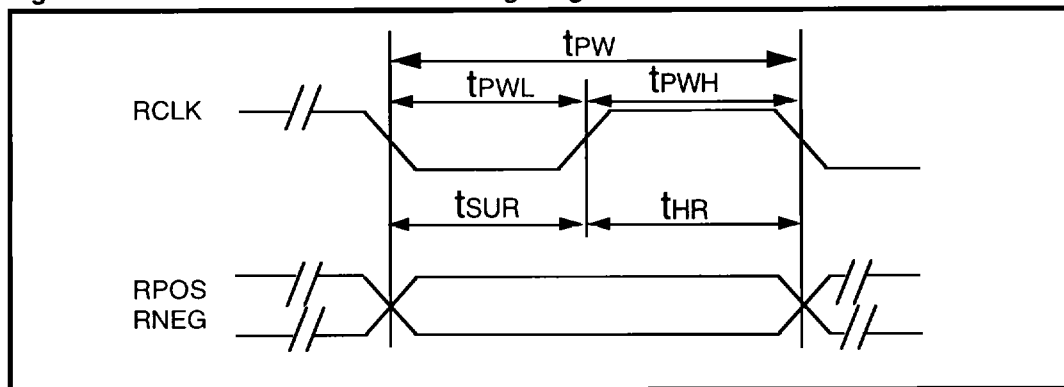 tPW
tPWL tPWH
RCLK
tSUR tHR
RPOS
RNEG